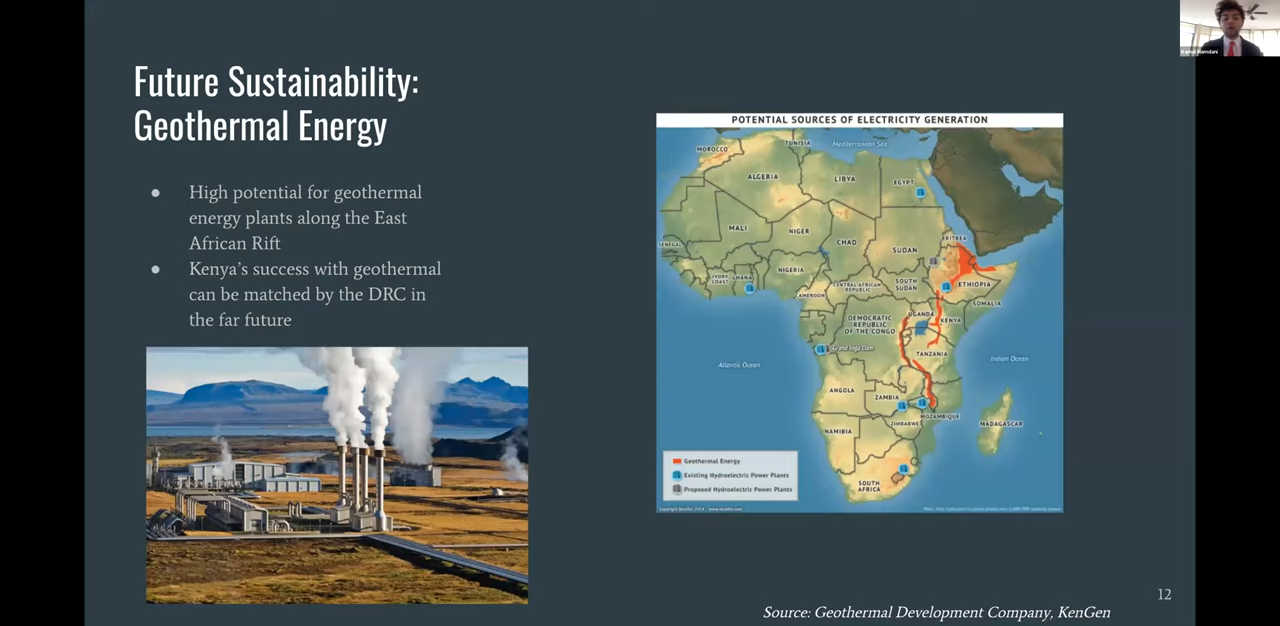 Future Sustainability:
Geothermal Energy
● High potential for geothermal
energy plants along the East
African Rift
● Kenya's success with geothermal
can be matched by the DRC in
the far future
POTENTIAL SOURCES OF ELECTRICITY GENERATION
MOROCCO
TUNISIA
Mediterranean Sea
ALGERIA
LIBYA
EGYPT
MALI
NIGER
CHAD
SUDAN
ERITREA
SENEGAL
IVORY
COAST
GHANA
NIGERIA
CAMEROON
CENTRAL AFRICAN
REPUBLIC
SOUTH
SUDAN
ETHIOPIA
SOMALIA
UGANDA
KENYA
DEMOCRATIC
REPUBLIC
OF THE CONGO
Grand Inga Dam
TANZANIA
Atlantic Ocean
Indian Ocean
ANGOLA
ZAMBIA
MOZAMBIQUE
ZIMBABWE
MADAGASCAR
NAMIBIA
SOUTH
AFRICA
Geothermal Energy
Existing Hydroelectric Power Plants
Proposed Hydroelectric Power Plants
12
Source: Geothermal Development Company, KenGen